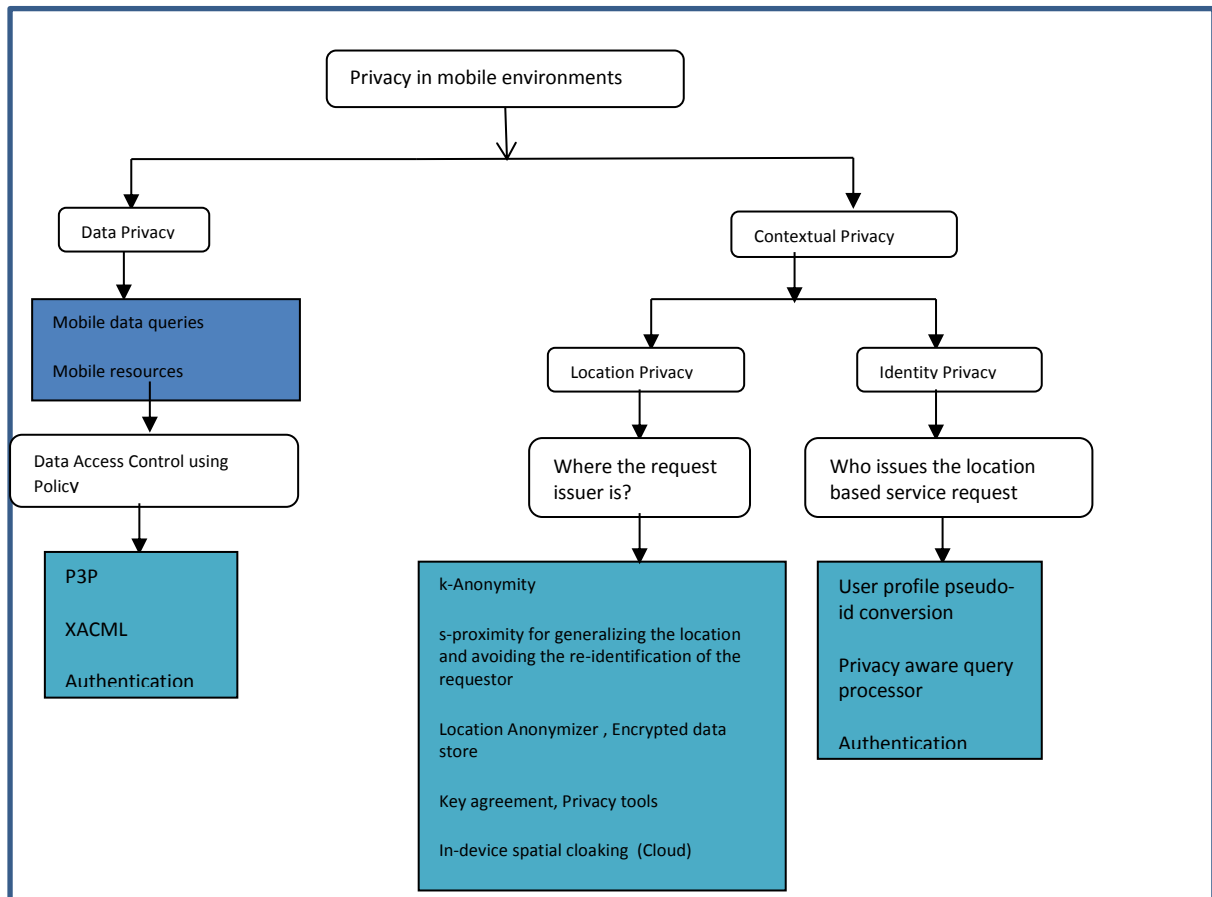 Privacy in mobile environments
Data Privacy
Contextual Privacy
Mobile data queries
Mobile resources
Location Privacy
Identity Privacy
Data Access Control using
Policy
Where the request
issuer is?
Who issues the location
based service request
P3P
XACML
Authentication
k-Anonymity
s-proximity for generalizing the location
and avoiding the re-identification of the
requestor
Location Anonymizer , Encrypted data
store
Key agreement, Privacy tools
In-device spatial cloaking (Cloud)
User profile pseudo-
id conversion
Privacy aware query
processor
Authentication